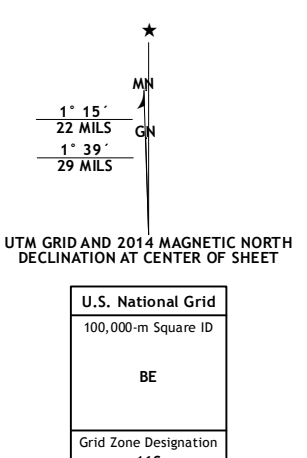 ★
MN
1° 15´
22 MILS
GN
1° 39´
29 MILS
UTM GRID AND 2014 MAGNETIC NORTH
DECLINATION AT CENTER OF SHEET
U.S. National Grid
100,000-m Square ID
BE
Grid Zone Designation